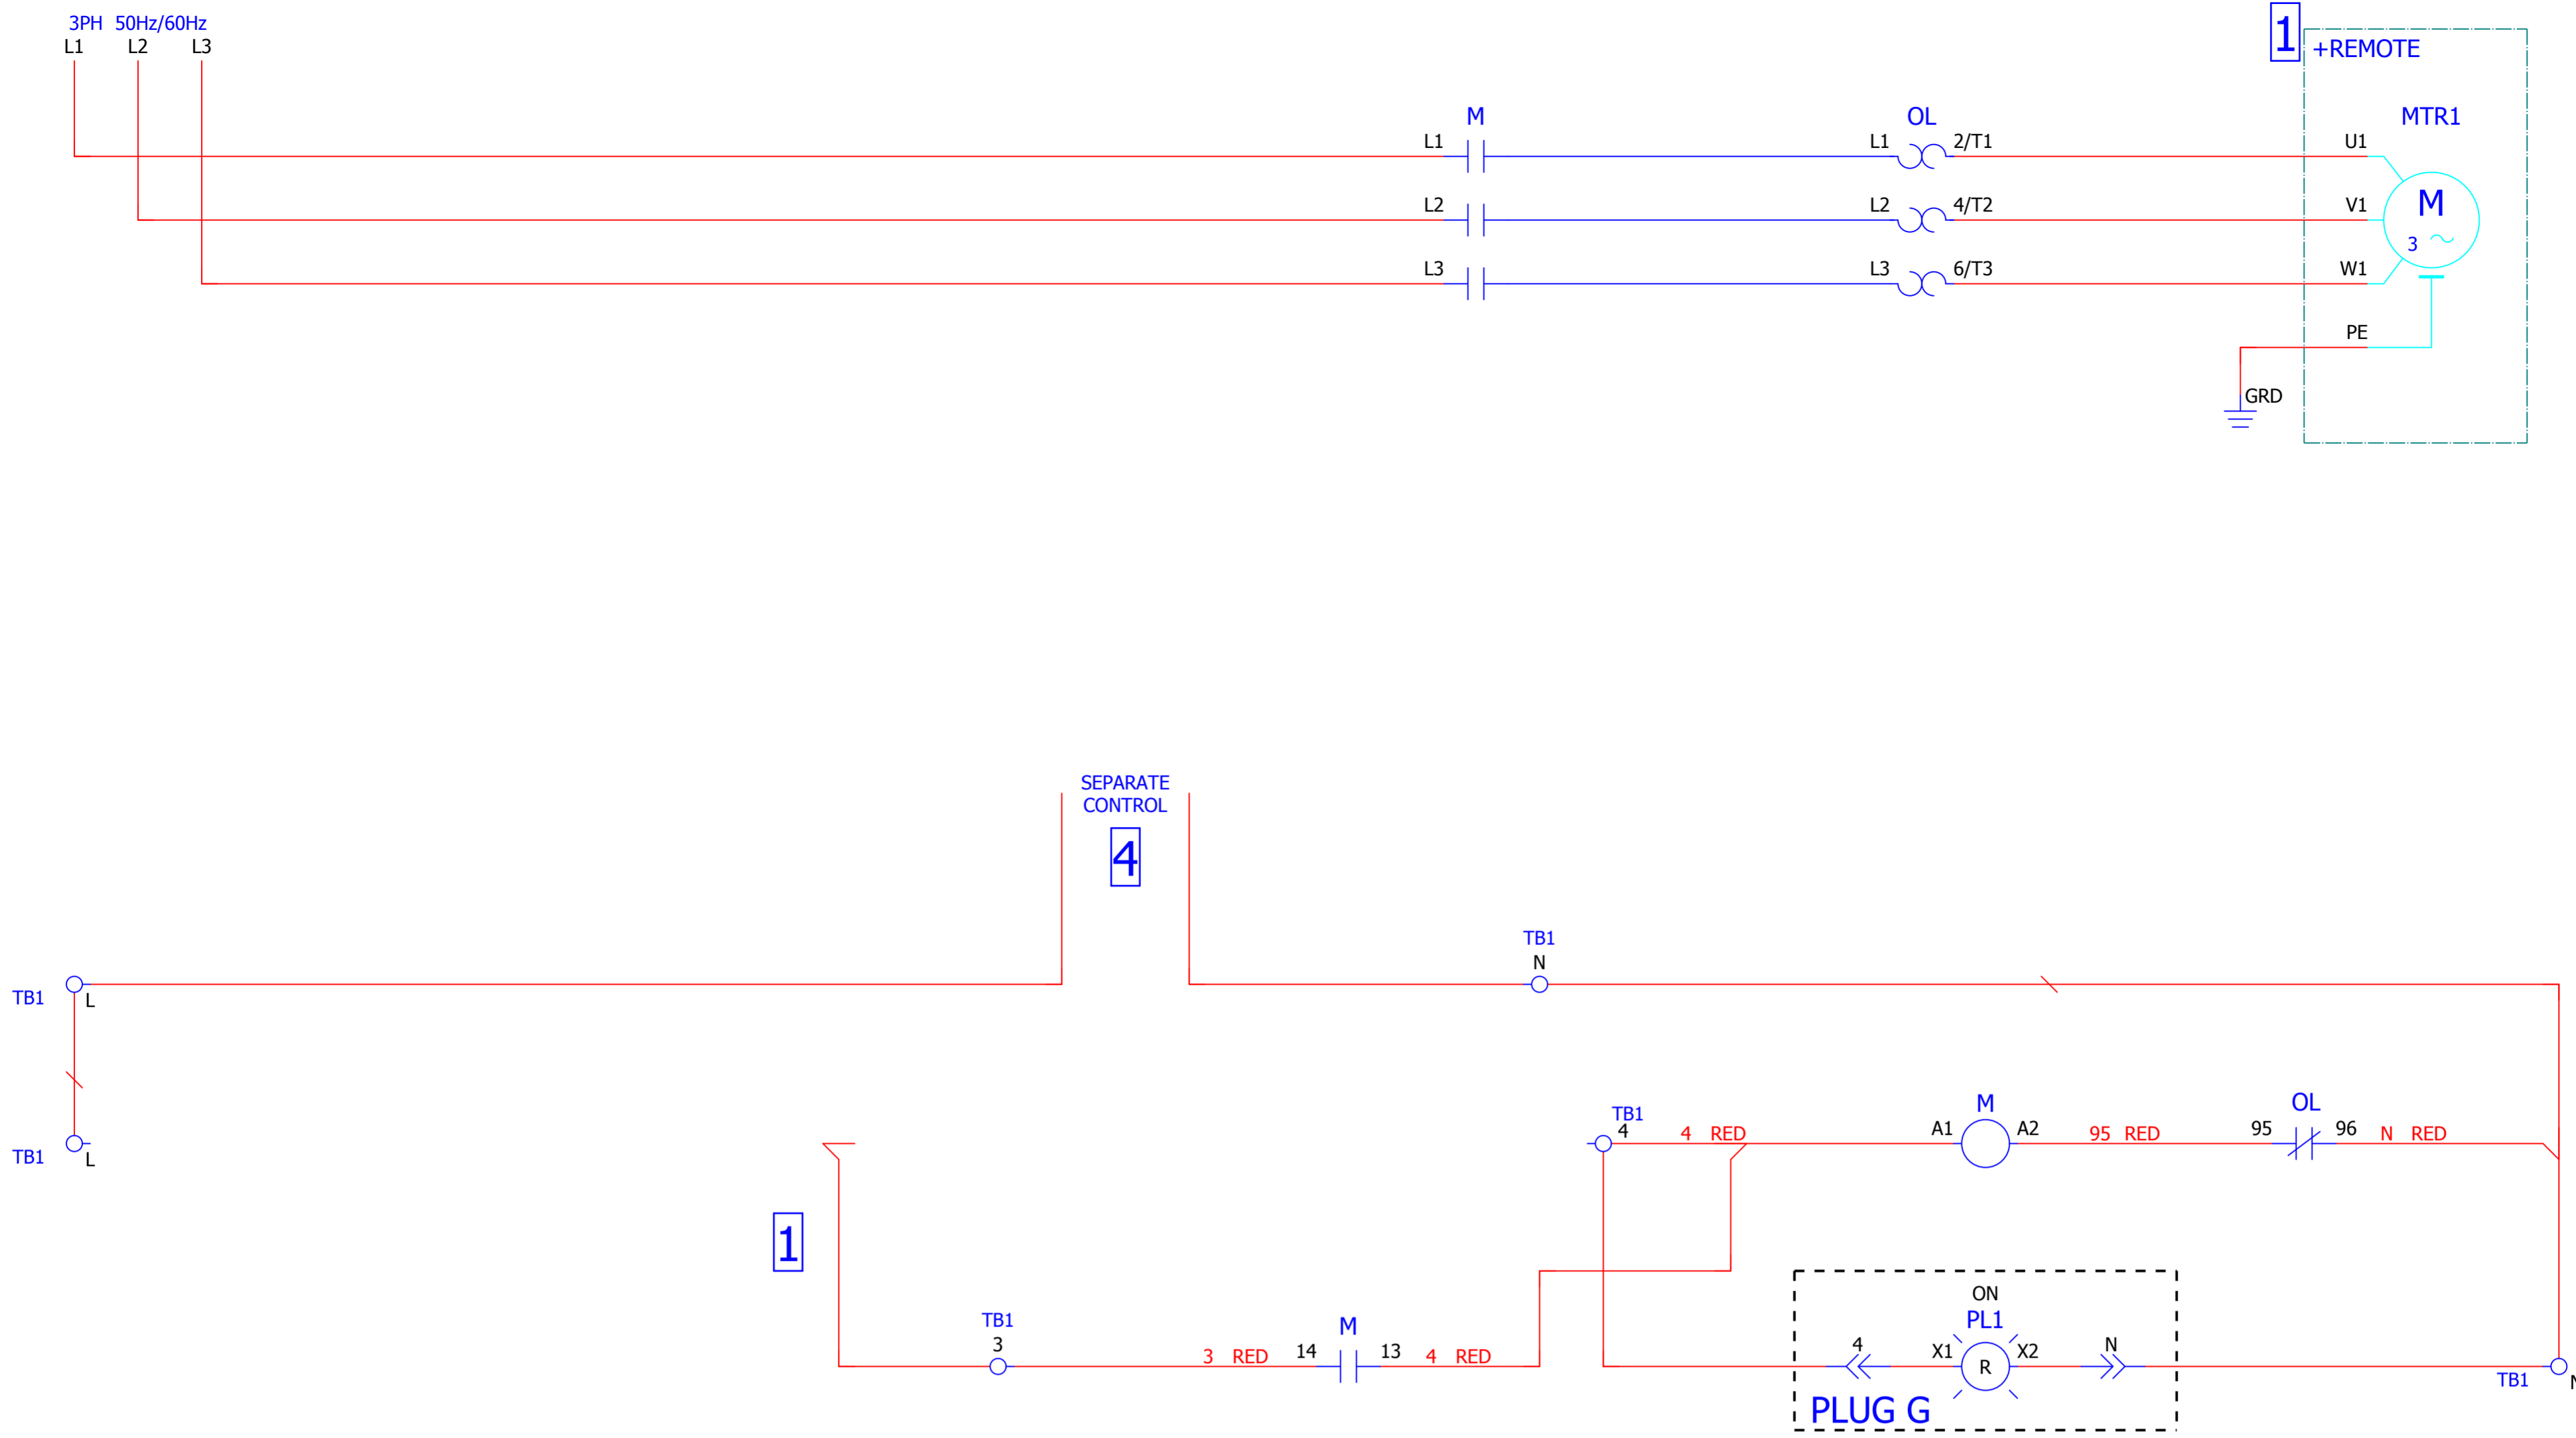 3PH 50Hz/60Hz
L1 L2 L3
1
+REMOTE
M OL MTR1
L1 L1 2/T1 U1
L2 L2 4/T2 V1
M
3
L3 L3 6/T3 W1
PE
GRD
SEPARATE
CONTROL
4
TB1
N
TB1 L
TB1 L
TB1
4
4 RED
M
A1 A2
95 RED
OL
95 96
N RED
1
TB1
3
3 RED
M
14 13
4 RED
ON
PL1
4 X1 R X2 N
PLUG G
TB1